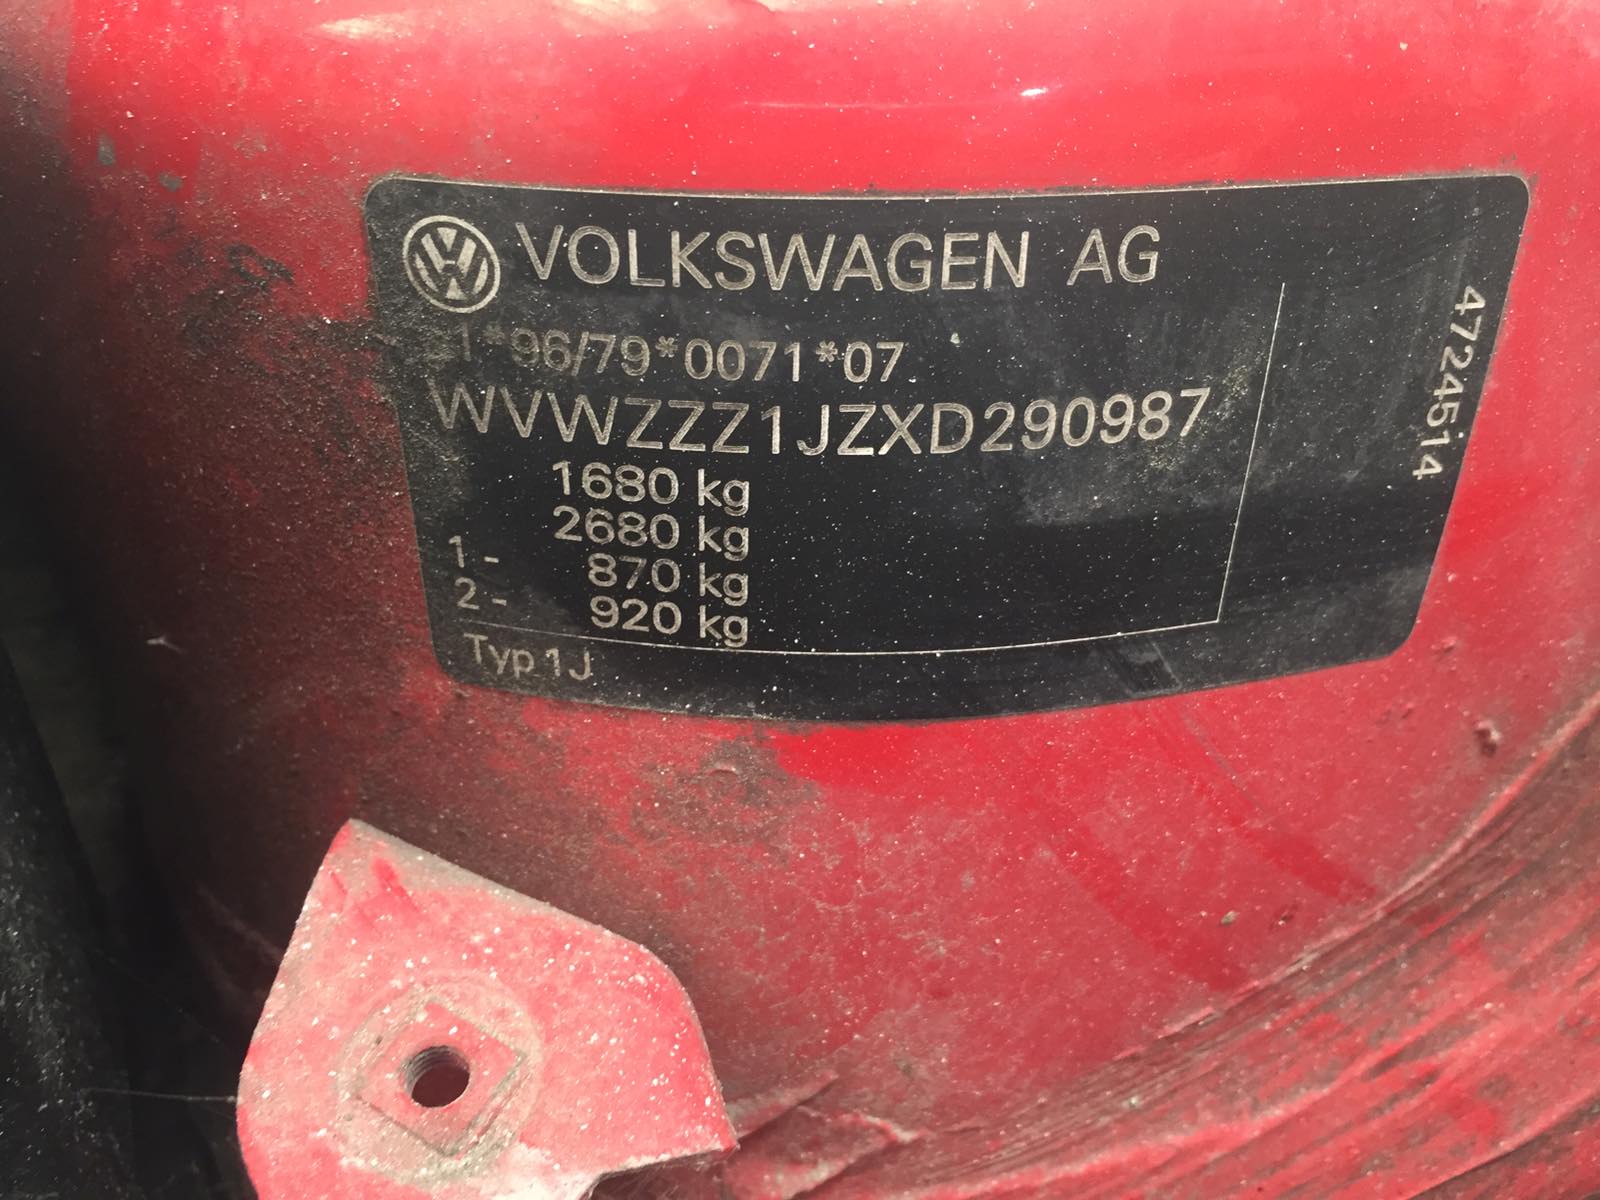 VOLKSWAGEN AG
1*96/79*0071*07
WVWZZZ1JZXD290987
1680 kg
2680 kg
1- 870 kg
2- 920 kg
Typ 1J
4724514